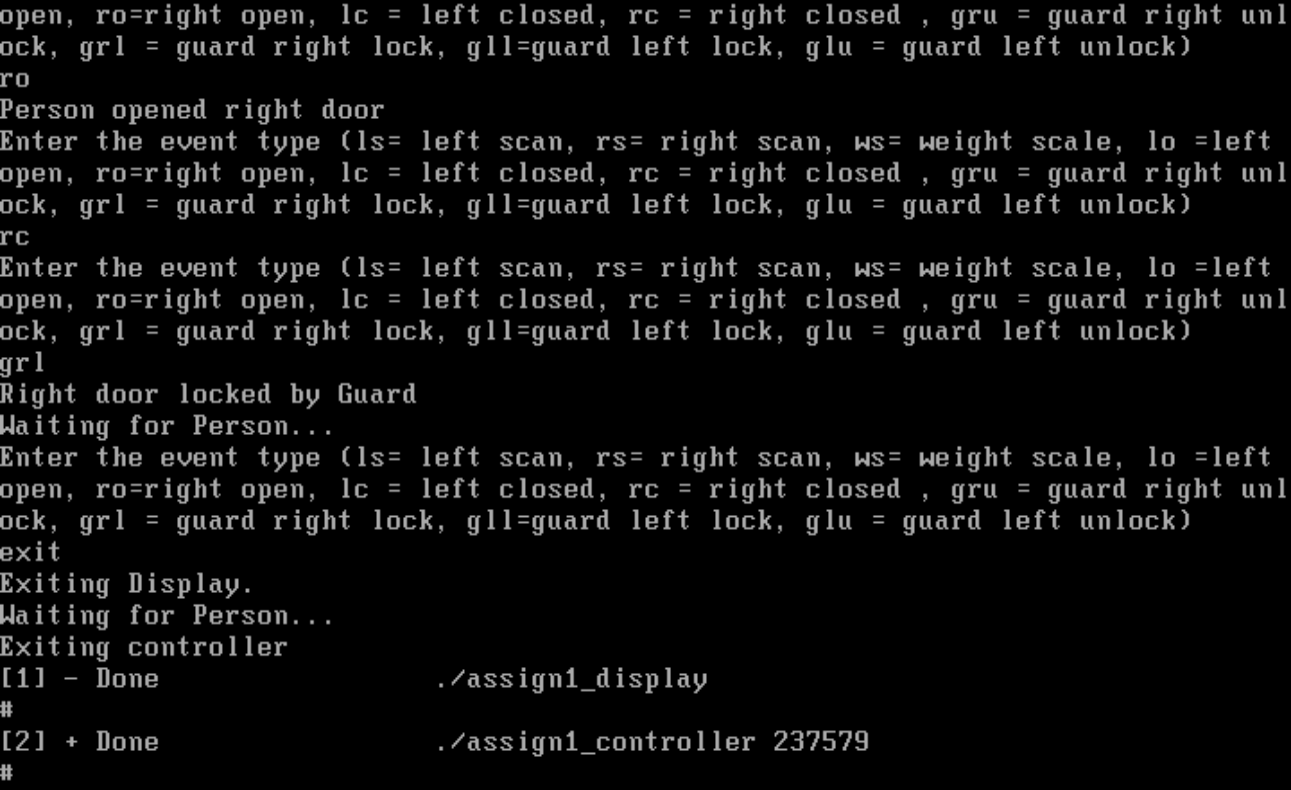 open, ro=right open, lc = left closed, rc = right closed , gru = guard right unl
ock, grl = guard right lock, gll=guard left lock, glu = guard left unlock)
ro
Person opened right door
Enter the event type (ls= left scan, rs= right scan, ws= weight scale, lo =left
open, ro=right open, lc = left closed, rc = right closed , gru = guard right unl
ock, grl = guard right lock, gll=guard left lock, glu = guard left unlock)
rc
Enter the event type (ls= left scan, rs= right scan, ws= weight scale, lo =left
open, ro=right open, lc = left closed, rc = right closed , gru = guard right unl
ock, grl = guard right lock, gll=guard left lock, glu = guard left unlock)
grl
Right door locked by Guard
Waiting for Person...
Enter the event type (ls= left scan, rs= right scan, ws= weight scale, lo =left
open, ro=right open, lc = left closed, rc = right closed , gru = guard right unl
ock, grl = guard right lock, gll=guard left lock, glu = guard left unlock)
exit
Exiting Display.
Waiting for Person...
Exiting controller
[1] - Done                 ./assign1_display
#
[2] + Done                 ./assign1_controller 237579
#